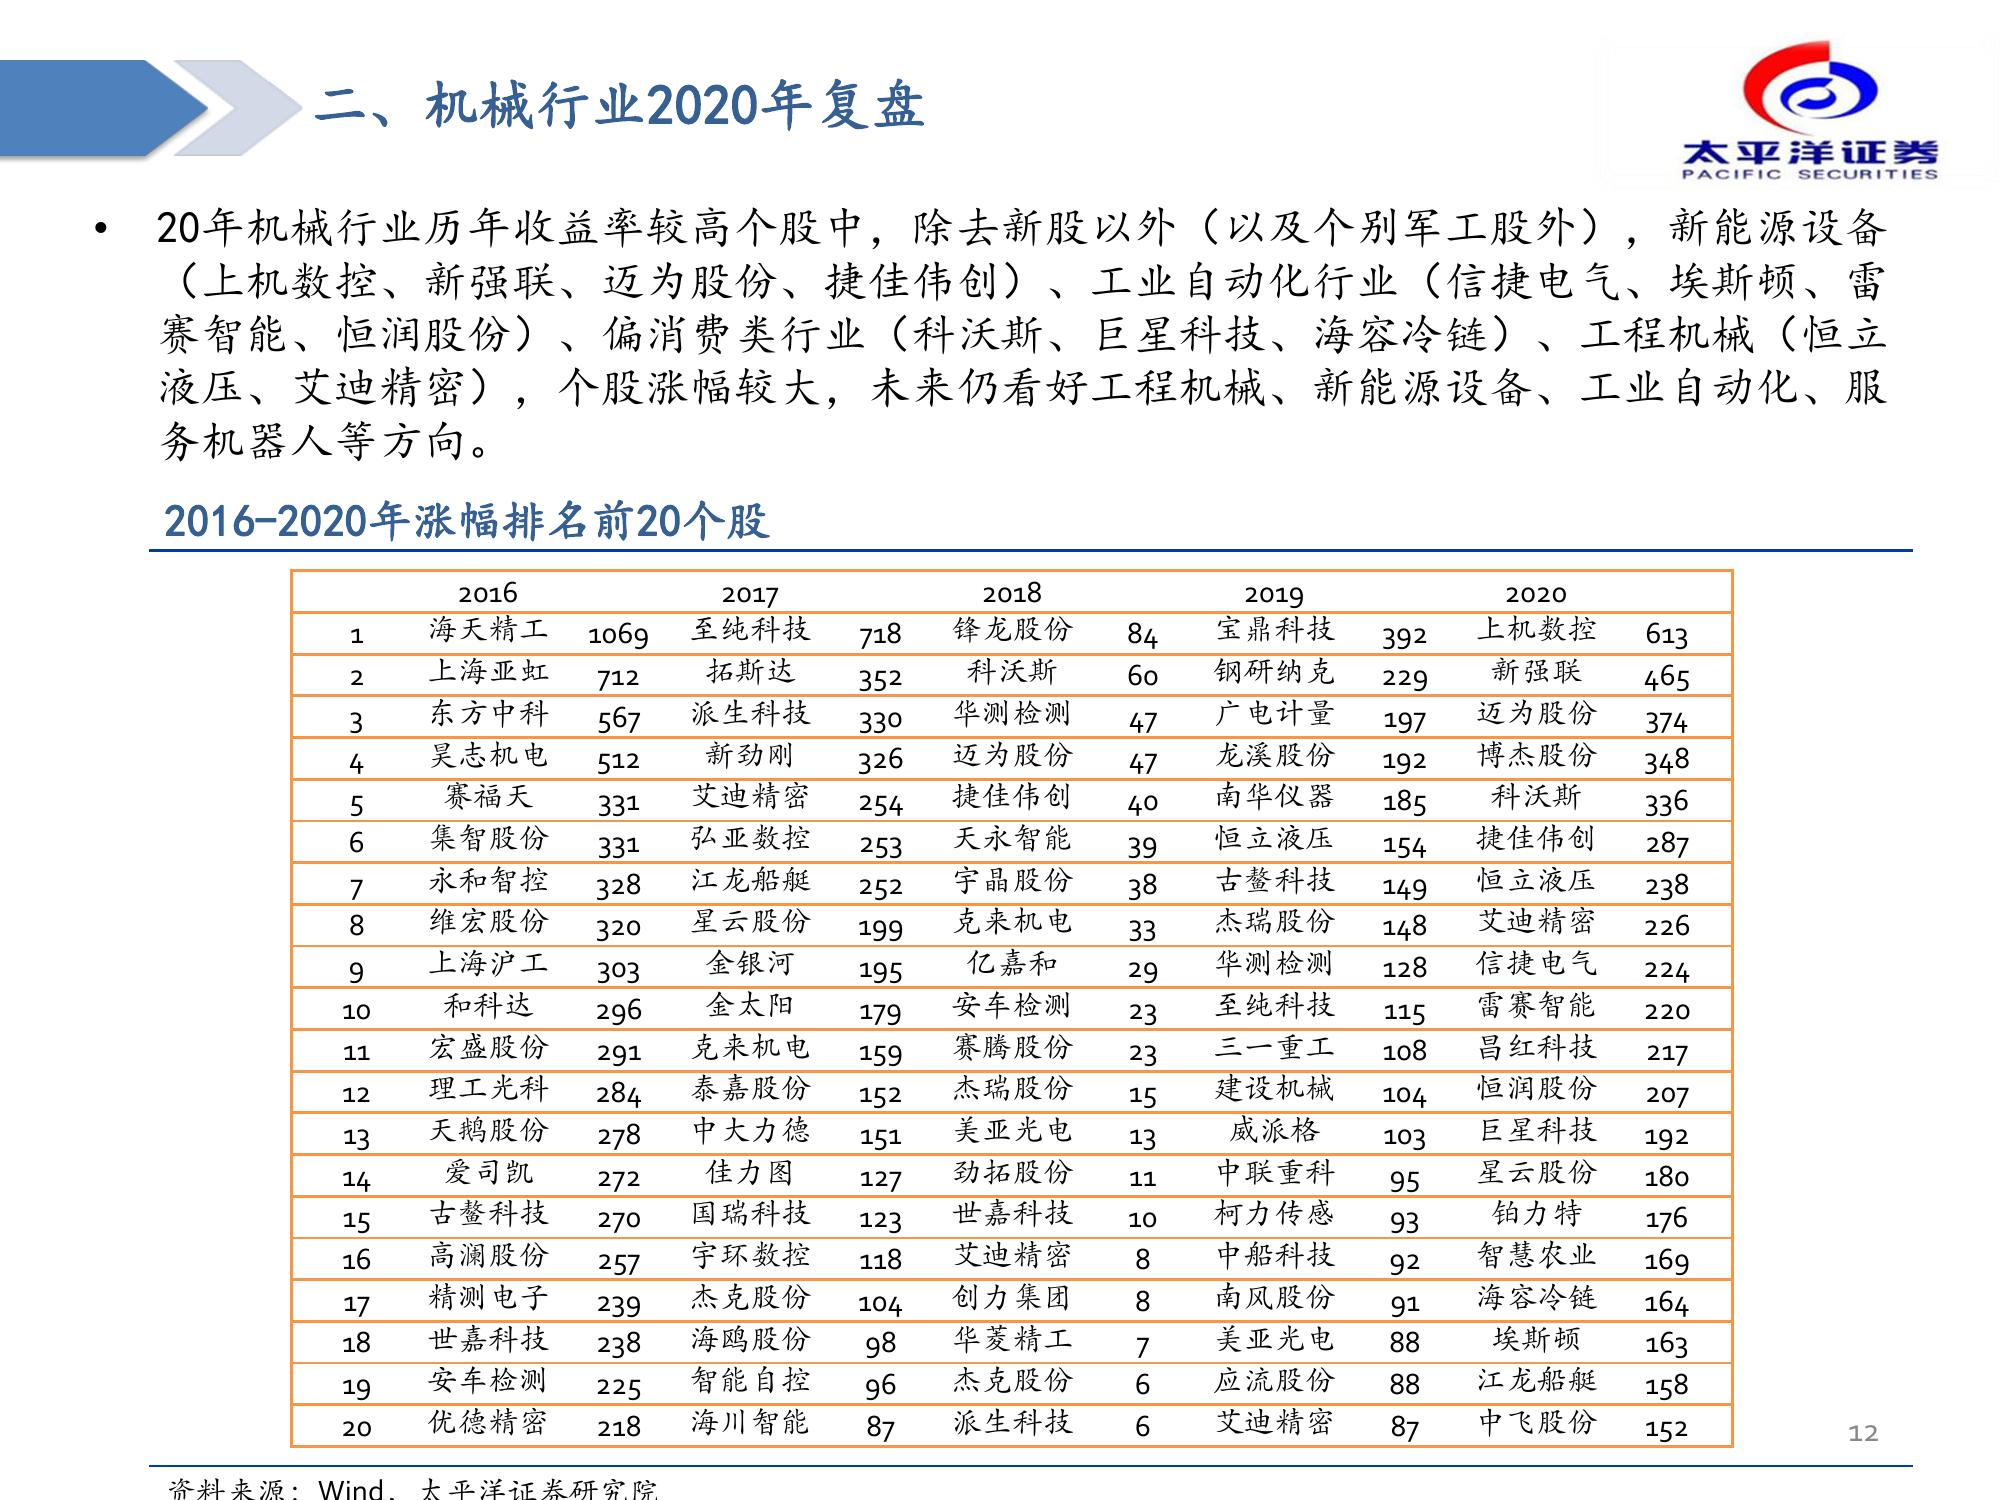 二、机械行业2020年复盘
太平洋证券
PACIFIC SECURITIES
• 20年机械行业历年收益率较高个股中，除去新股以外（以及个别军工股外），新能源设备
（上机数控、新强联、迈为股份、捷佳伟创）、工业自动化行业（信捷电气、埃斯顿、雷
赛智能、恒润股份）、偏消费类行业（科沃斯、巨星科技、海容冷链）、工程机械（恒立
液压、艾迪精密），个股涨幅较大，未来仍看好工程机械、新能源设备、工业自动化、服
务机器人等方向。
2016-2020年涨幅排名前20个股
2016 2017 2018 2019 2020
1 海天精工 1069 至纯科技 718 锋龙股份 84 宝鼎科技 392 上机数控 613
2 上海亚虹 712 拓斯达 352 科沃斯 60 钢研纳克 229 新强联 465
3 东方中科 567 派生科技 330 华测检测 47 广电计量 197 迈为股份 374
4 昊志机电 512 新劲刚 326 迈为股份 47 龙溪股份 192 博杰股份 348
5 赛福天 331 艾迪精密 254 捷佳伟创 40 南华仪器 185 科沃斯 336
6 集智股份 331 弘亚数控 253 天永智能 39 恒立液压 154 捷佳伟创 287
7 永和智控 328 江龙船艇 252 宇晶股份 38 古鳌科技 149 恒立液压 238
8 维宏股份 320 星云股份 199 克来机电 33 杰瑞股份 148 艾迪精密 226
9 上海沪工 303 金银河 195 亿嘉和 29 华测检测 128 信捷电气 224
10 和科达 296 金太阳 179 安车检测 23 至纯科技 115 雷赛智能 220
11 宏盛股份 291 克来机电 159 赛腾股份 23 三一重工 108 昌红科技 217
12 理工光科 284 泰嘉股份 152 杰瑞股份 15 建设机械 104 恒润股份 207
13 天鹅股份 278 中大力德 151 美亚光电 13 威派格 103 巨星科技 192
14 爱司凯 272 佳力图 127 劲拓股份 11 中联重科 95 星云股份 180
15 古鳌科技 270 国瑞科技 123 世嘉科技 10 柯力传感 93 铂力特 176
16 高澜股份 257 宇环数控 118 艾迪精密 8 中船科技 92 智慧农业 169
17 精测电子 239 杰克股份 104 创力集团 8 南风股份 91 海容冷链 164
18 世嘉科技 238 海鸥股份 98 华菱精工 7 美亚光电 88 埃斯顿 163
19 安车检测 225 智能自控 96 杰克股份 6 应流股份 88 江龙船艇 158
20 优德精密 218 海川智能 87 派生科技 6 艾迪精密 87 中飞股份 152
12
资料来源：Wind，太平洋证券研究院